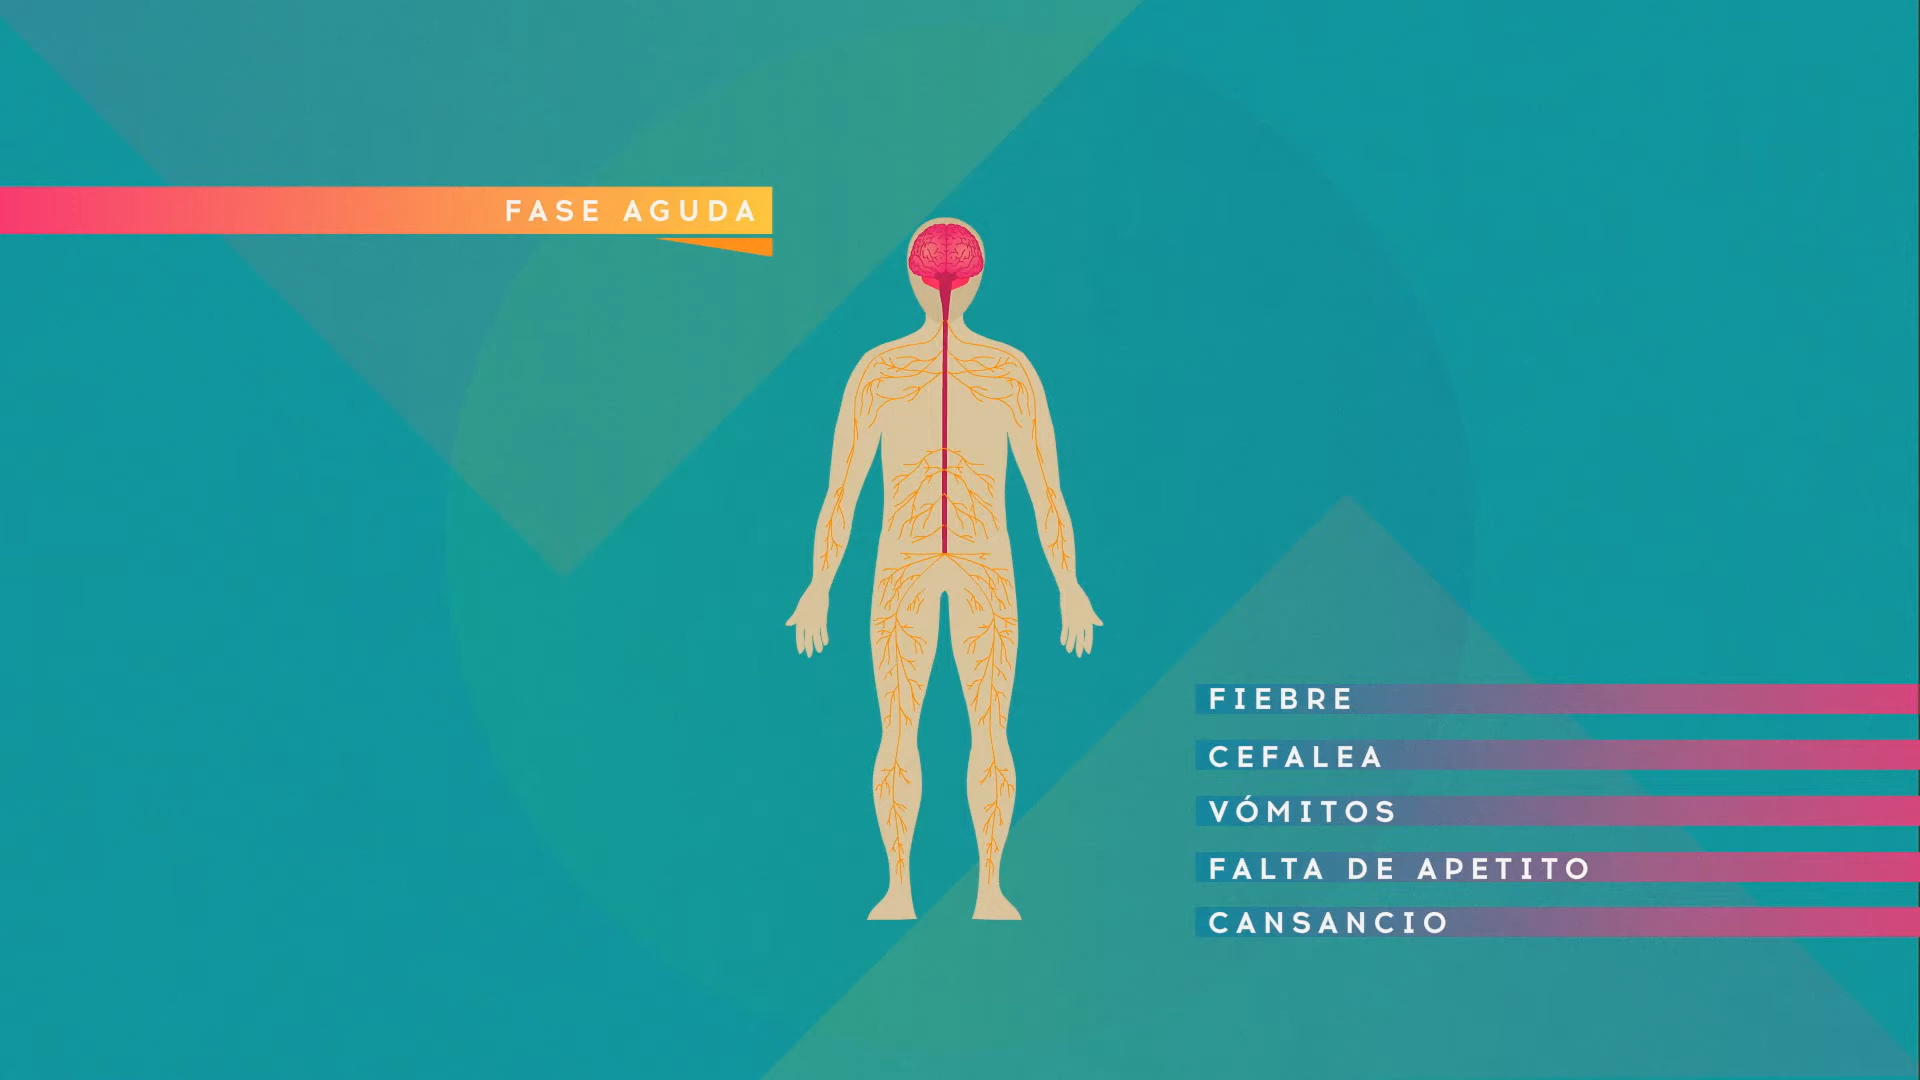 FASE AGUDA
FIEBRE
CEFALEA
VÓMITOS
FALTA DE APETITO
CANSANCIO